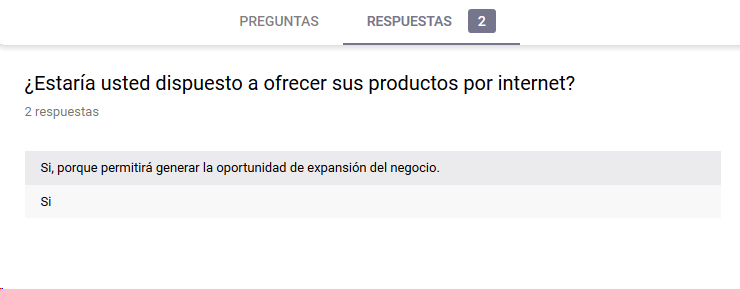 PREGUNTAS RESPUESTAS 2
¿Estaría usted dispuesto a ofrecer sus productos por internet?
2 respuestas
Si, porque permitirá generar la oportunidad de expansión del negocio.
Si